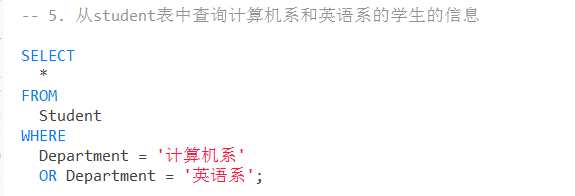 -- 5. 从student表中查询计算机系和英语系的学生的信息
SELECT
*
FROM
Student
WHERE
Department = '计算机系'
OR Department = '英语系';